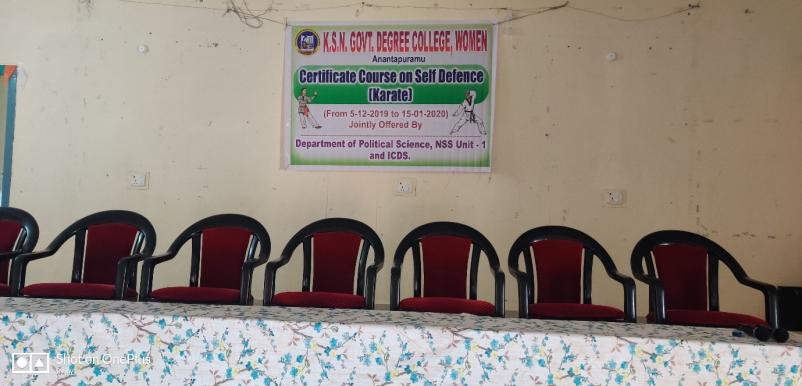 K.S.N. GOVT. DEGREE COLLEGE, WOMEN
Anantapuramu
Certificate Course on Self Defence
(Karate)
(From 5-12-2019 to 15-01-2020)
Jointly Offered By
Department of Political Science, NSS Unit - 1
and ICDS.
Shot on OnePlus